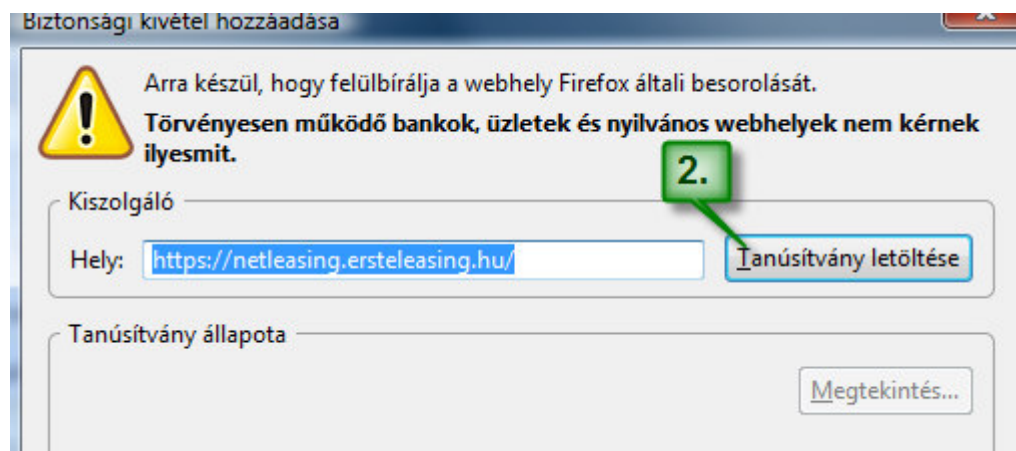 Biztonsági kivétel hozzáadása
Arra készül, hogy felülbírálja a webhely Firefox általi besorolását.
Törvényesen működő bankok, üzletek és nyilvános webhelyek nem kérnek
ilyesmit.
2.
Kiszolgáló
Hely: https://netleasing.ersteleasing.hu/ Tanúsítvány letöltése
Tanúsítvány állapota
Megtekintés...